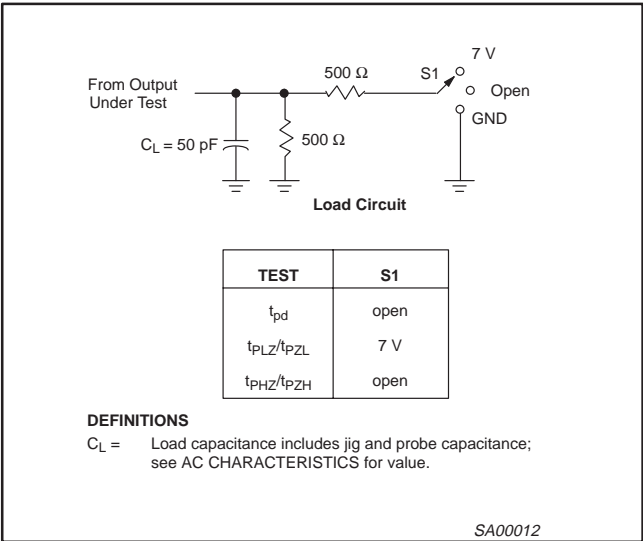 7 V
500 Ω
S1
From Output
Under Test
Open
GND
C_L = 50 pF
500 Ω
Load Circuit
TEST S1
t_pd open
t_PLZ/t_PZL 7 V
t_PHZ/t_PZH open
DEFINITIONS
C_L = Load capacitance includes jig and probe capacitance;
see AC CHARACTERISTICS for value.
SA00012